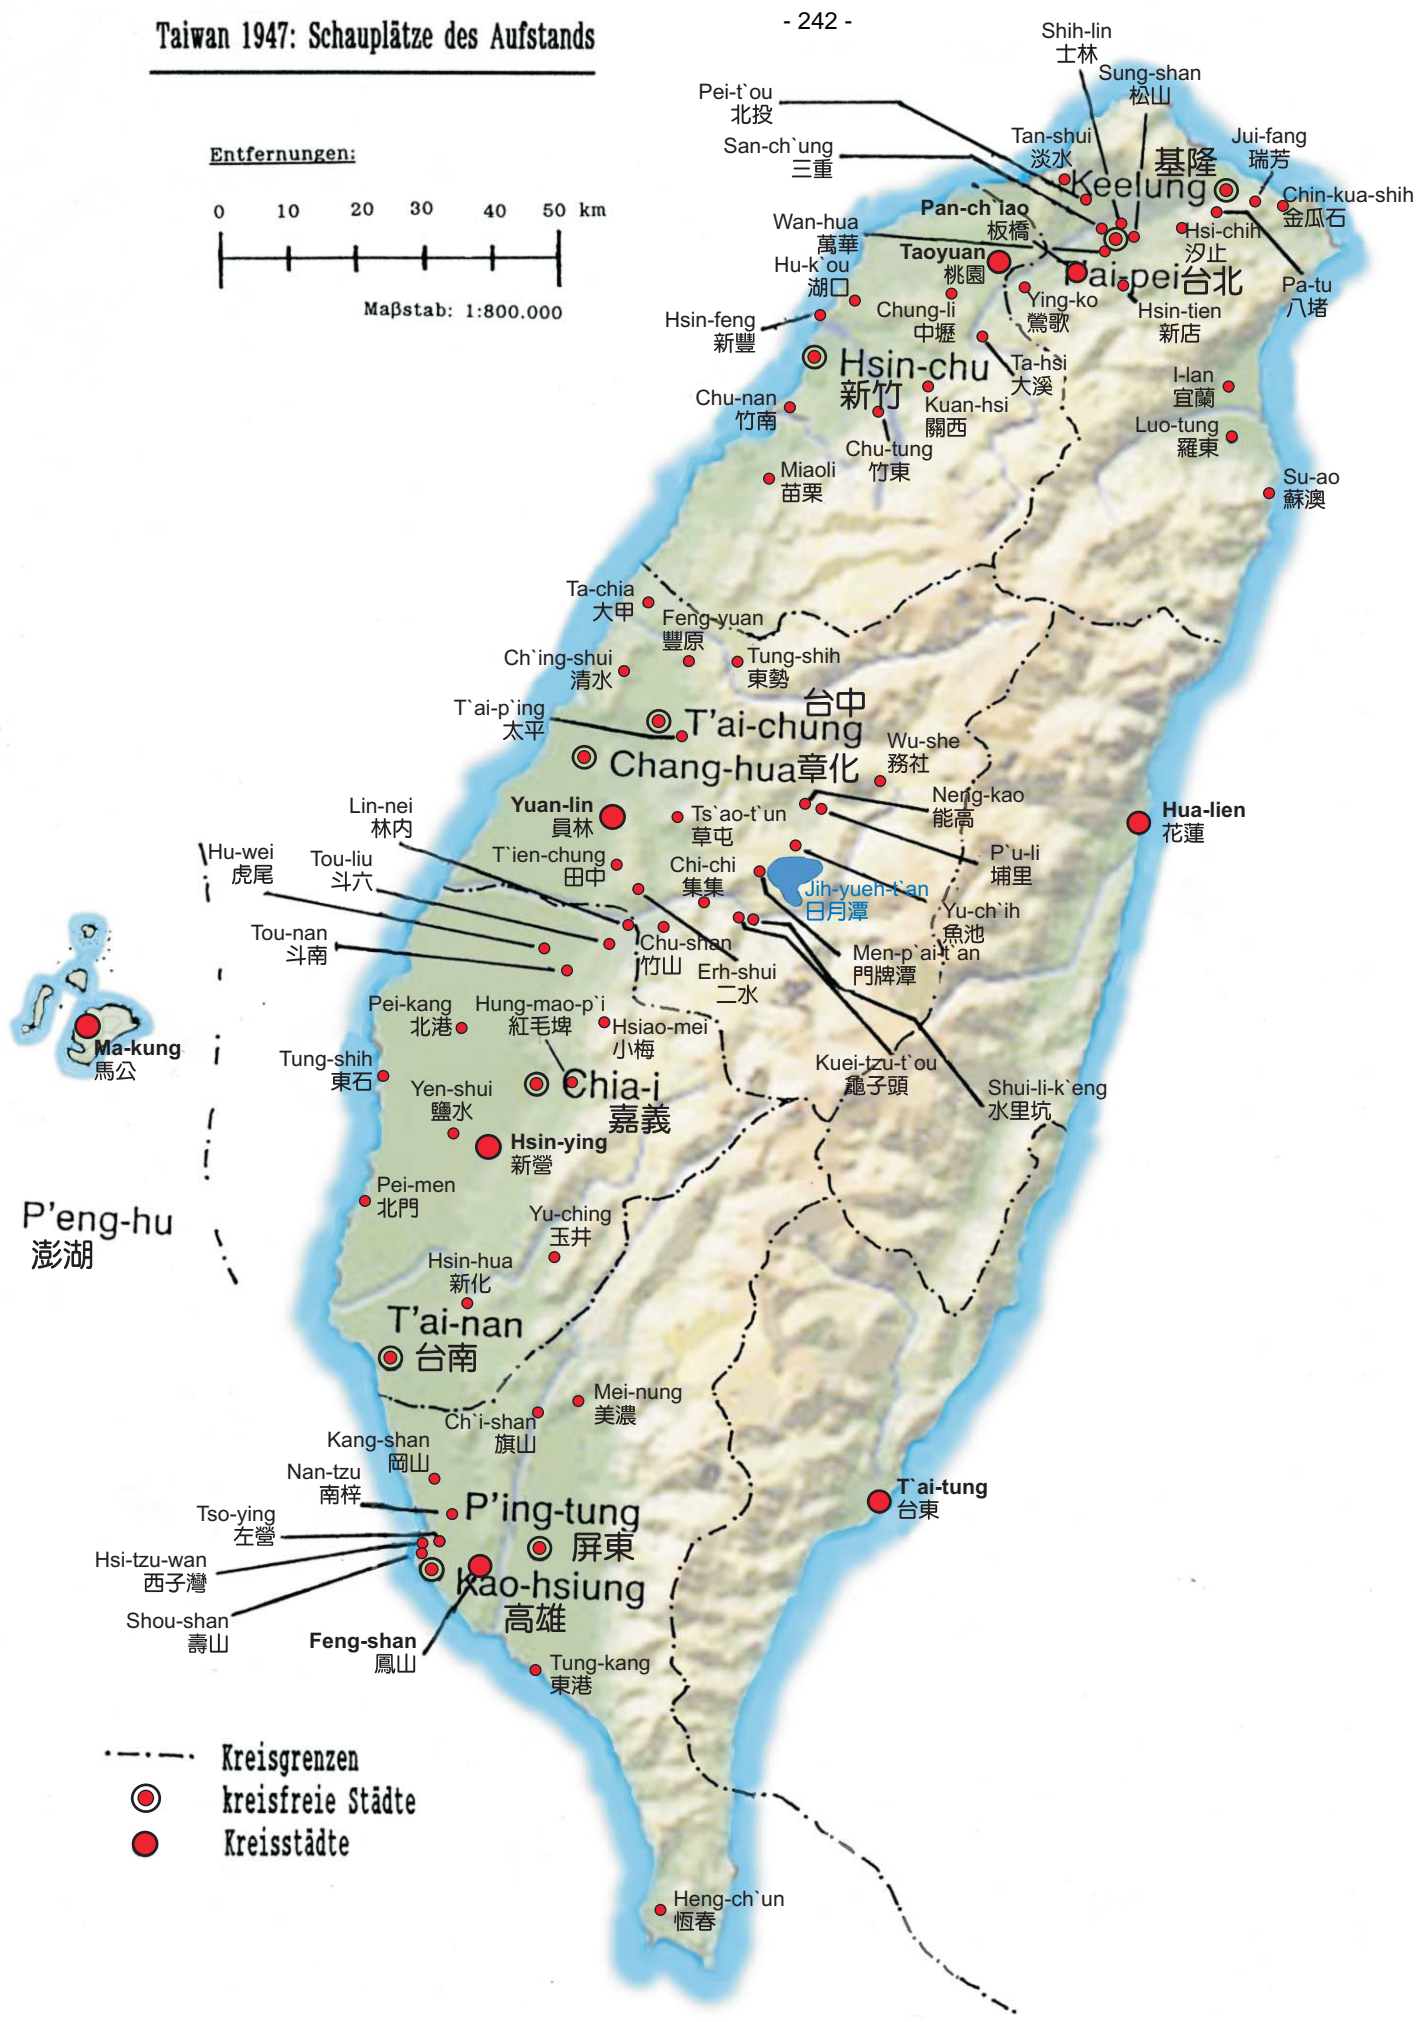 - 242 -
Taiwan 1947: Schauplätze des Aufstands
Entfernungen:
0 10 20 30 40 50 km
Maßstab: 1:800.000
Shih-lin
士林
Sung-shan
松山
Pei-t`ou
北投
San-ch`ung
三重
Tan-shui
淡水
Jui-fang
瑞芳
基隆
Keelung
Chin-kua-shih
金瓜石
Wan-hua
萬華
Pan-ch`iao
板橋
Hsi-chih
汐止
Taoyuan
桃園
T'ai-pei台北
Pa-tu
八堵
Hu-k`ou
湖口
Chung-li
中壢
Ying-ko
鶯歌
Hsin-tien
新店
Hsin-feng
新豐
Hsin-chu
新竹
Ta-hsi
大溪
I-lan
宜蘭
Chu-nan
竹南
Kuan-hsi
關西
Luo-tung
羅東
Chu-tung
竹東
Miaoli
苗栗
Su-ao
蘇澳
Ta-chia
大甲
Feng-yuan
豐原
Ch`ing-shui
清水
Tung-shih
東勢
台中
T'ai-chung
T`ai-p`ing
太平
Chang-hua章化
Wu-she
務社
Neng-kao
能高
Yuan-lin
員林
Ts`ao-t`un
草屯
Hua-lien
花蓮
Lin-nei
林内
Hu-wei
虎尾
Tou-liu
斗六
T`ien-chung
田中
Chi-chi
集集
P`u-li
埔里
Jih-yueh-t`an
日月潭
Yu-ch`ih
魚池
Tou-nan
斗南
Chu-shan
竹山
Erh-shui
二水
Men-p`ai-t`an
門牌潭
Pei-kang
北港
Hung-mao-p`i
紅毛埤
Hsiao-mei
小梅
Ma-kung
馬公
Tung-shih
東石
Chia-i
嘉義
Kuei-tzu-t`ou
龜子頭
Shui-li-k`eng
水里坑
Yen-shui
鹽水
Hsin-ying
新營
Pei-men
北門
P'eng-hu
澎湖
Yu-ching
玉井
Hsin-hua
新化
T'ai-nan
台南
Mei-nung
美濃
Ch`i-shan
旗山
Kang-shan
岡山
Nan-tzu
南梓
T`ai-tung
台東
P'ing-tung
屏東
Tso-ying
左營
Hsi-tzu-wan
西子灣
Kao-hsiung
高雄
Shou-shan
壽山
Feng-shan
鳳山
Tung-kang
東港
Kreisgrenzen
kreisfreie Städte
Kreisstädte
Heng-ch`un
恆春